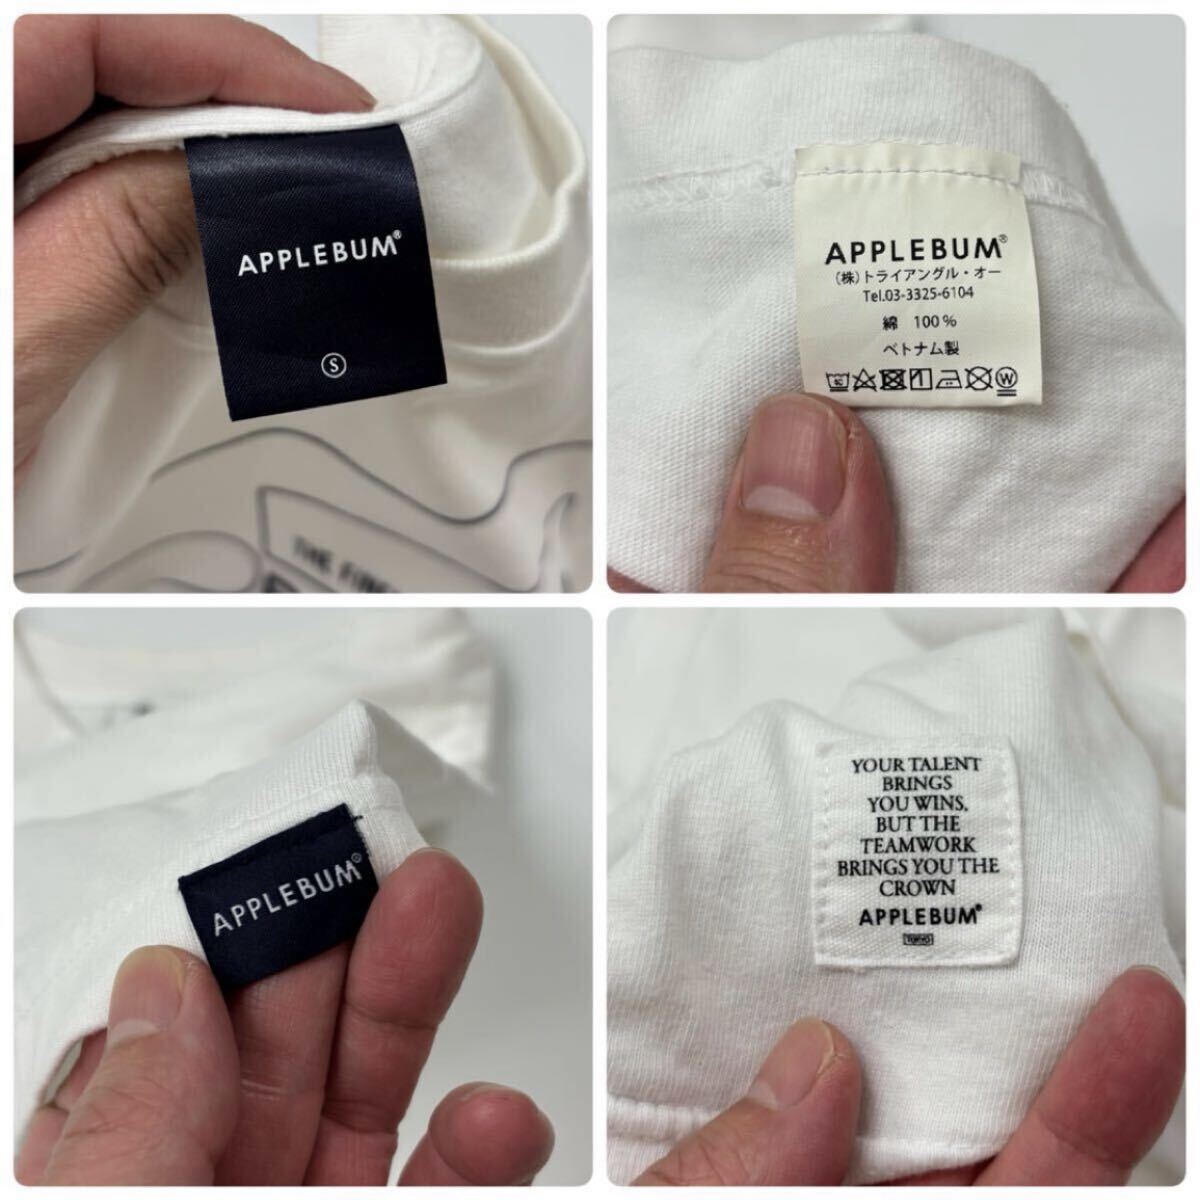 APPLEBUM®
S
THE FIRE
APPLEBUM®
(株)トライアングル・オー
Tel.03-3325-6104
綿 100%
ベトナム製
APPLEBUM®
YOUR TALENT
BRINGS
YOU WINS,
BUT THE
TEAMWORK
BRINGS YOU THE
CROWN
APPLEBUM®
TOKYO